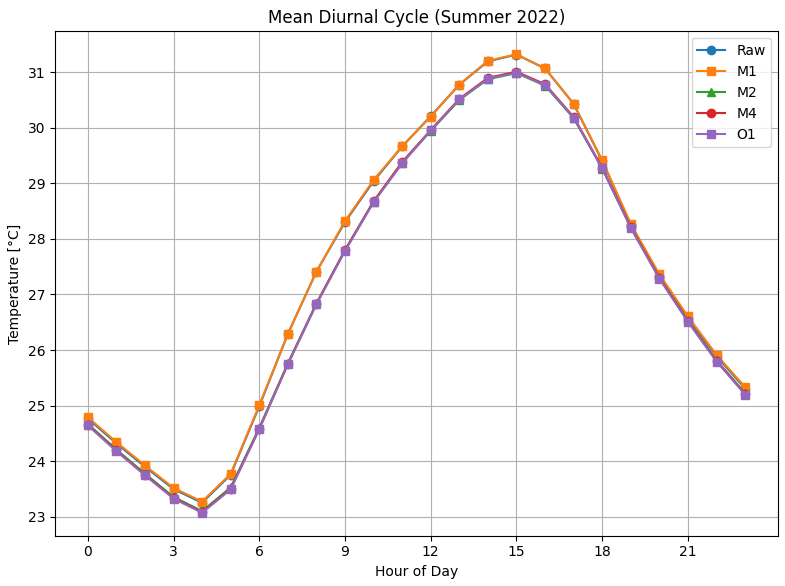 Mean Diurnal Cycle (Summer 2022)
Raw
M1
M2
M4
O1
Temperature [°C]
31
30
29
28
27
26
25
24
23
0 3 6 9 12 15 18 21
Hour of Day